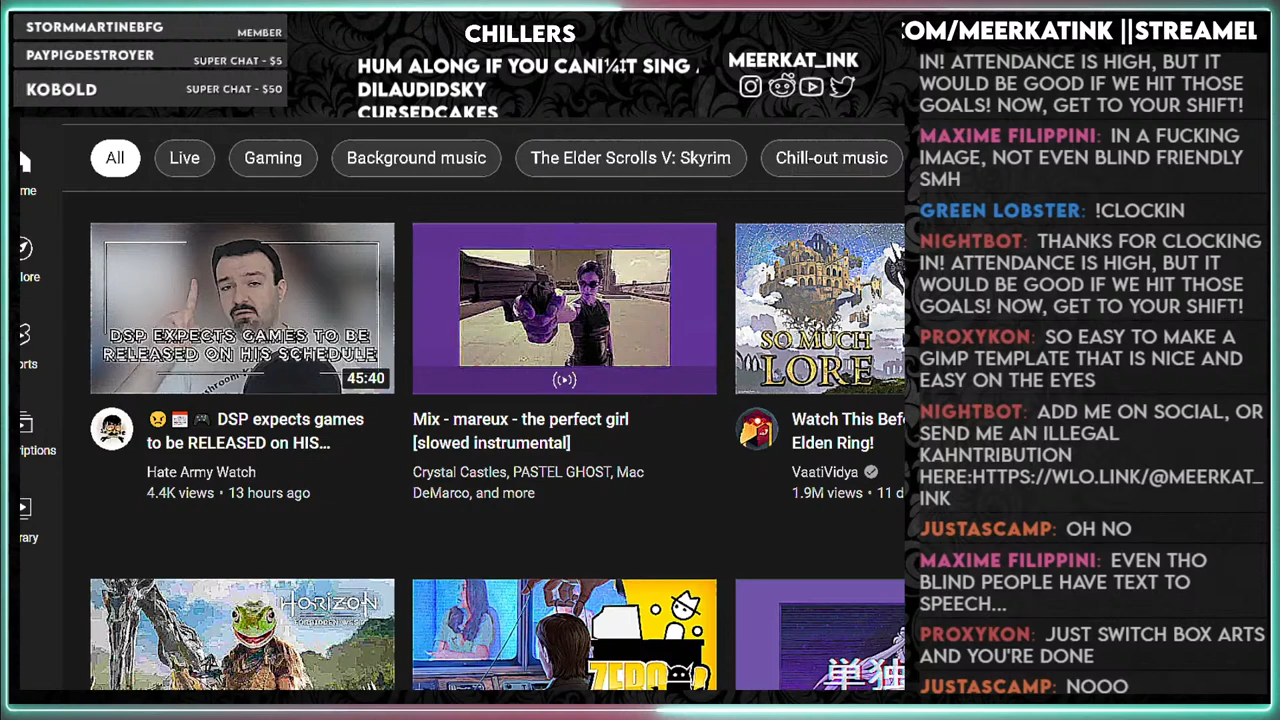 STORMMARTINEBFG
MEMBER
PAYPIGDESTROYER
SUPER CHAT - $5
KOBOLD
SUPER CHAT - $50
CHILLERS
HUM ALONG IF YOU CANÏ¼‡T SING
DILAUDIDSKY
CURSEDCAKES
MEERKAT_INK
COM/MEERKATINK ||STREAMEL
All
Live
Gaming
Background music
The Elder Scrolls V: Skyrim
Chill-out music
me
lore
orts
iptions
rary
DSP EXPECTS GAMES TO BE
RELEASED ON HIS SCHEDULE
45:40
😠 📅 🎮 DSP expects games
to be RELEASED on HIS...
Hate Army Watch
4.4K views • 13 hours ago
Mix - mareux - the perfect girl
[slowed instrumental]
Crystal Castles, PASTEL GHOST, Mac
DeMarco, and more
SO MUCH
LORE
Watch This Befo
Elden Ring!
VaatiVidya
1.9M views • 11 d
HORIZON
ZERO
単独
IN! ATTENDANCE IS HIGH, BUT IT
WOULD BE GOOD IF WE HIT THOSE
GOALS! NOW, GET TO YOUR SHIFT!
MAXIME FILIPPINI: IN A FUCKING
IMAGE, NOT EVEN BLIND FRIENDLY
SMH
GREEN LOBSTER: !CLOCKIN
NIGHTBOT: THANKS FOR CLOCKING
IN! ATTENDANCE IS HIGH, BUT IT
WOULD BE GOOD IF WE HIT THOSE
GOALS! NOW, GET TO YOUR SHIFT!
PROXYKON: SO EASY TO MAKE A
GIMP TEMPLATE THAT IS NICE AND
EASY ON THE EYES
NIGHTBOT: ADD ME ON SOCIAL, OR
SEND ME AN ILLEGAL
KAHNTRIBUTION
HERE:HTTPS://WLO.LINK/@MEERKAT_
INK
JUSTASCAMP: OH NO
MAXIME FILIPPINI: EVEN THO
BLIND PEOPLE HAVE TEXT TO
SPEECH...
PROXYKON: JUST SWITCH BOX ARTS
AND YOU'RE DONE
JUSTASCAMP: NOOO